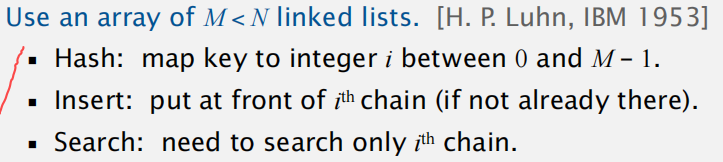 Use an array of M < N linked lists. [H. P. Luhn, IBM 1953]
▪ Hash: map key to integer i between 0 and M – 1.
▪ Insert: put at front of iᵗʰ chain (if not already there).
▪ Search: need to search only iᵗʰ chain.